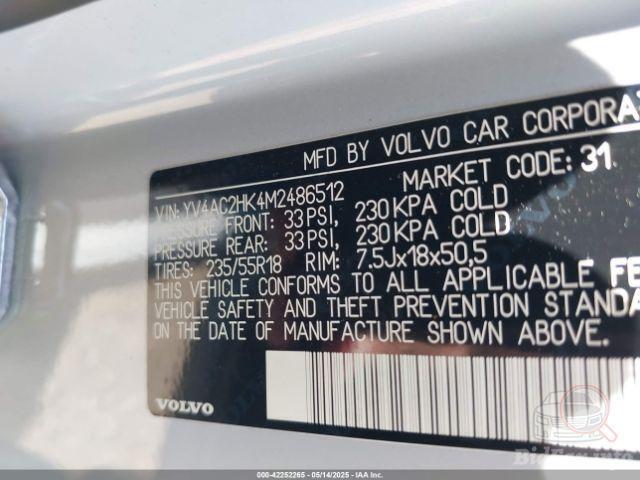 MFD BY VOLVO CAR CORPORA
MARKET CODE: 31
VIN: YV4AC2HK4M2486512
PRESSURE FRONT: 33 PSI, 230 KPA COLD
PRESSURE REAR: 33 PSI, 230 KPA COLD
TIRES: 235/55R18 RIM: 7.5Jx18x50,5
THIS VEHICLE CONFORMS TO ALL APPLICABLE FE
VEHICLE SAFETY AND THEFT PREVENTION STANDA
ON THE DATE OF MANUFACTURE SHOWN ABOVE.
VOLVO
BidFax.info
000-42252265 - 05/14/2025 - IAA Inc.